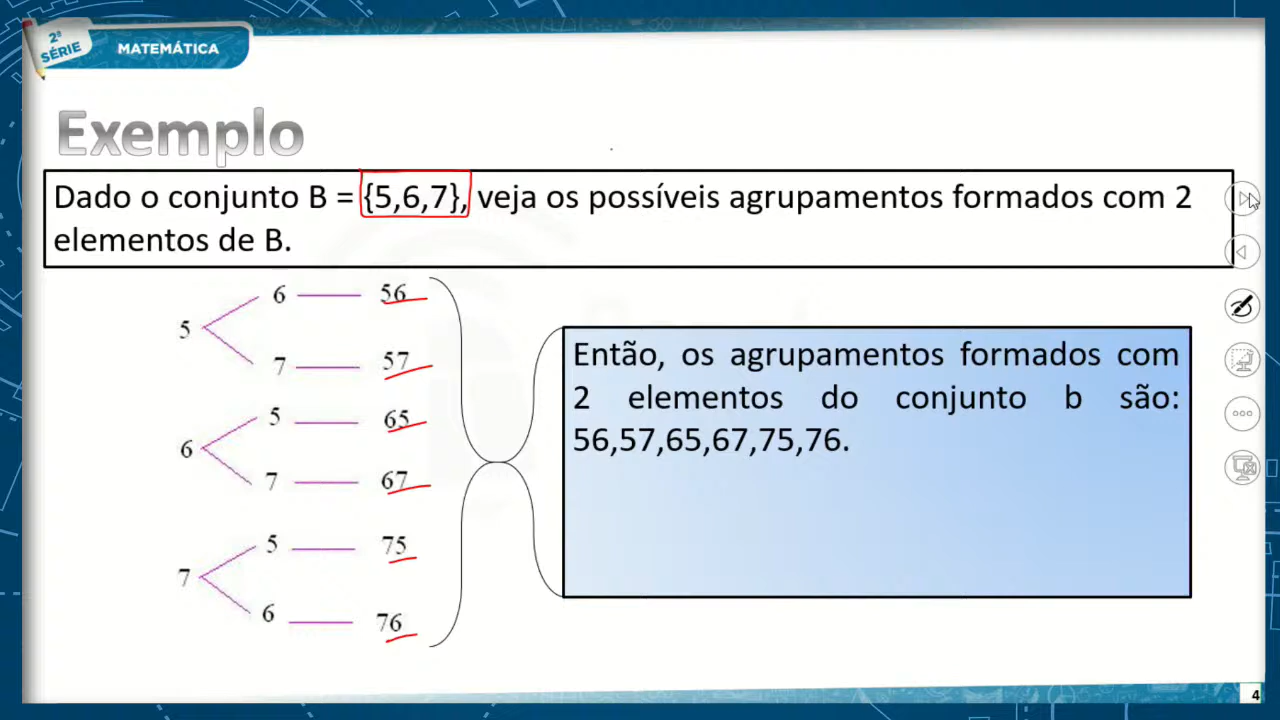 2ª
SÉRIE
MATEMÁTICA
Exemplo
Dado o conjunto B = {5,6,7}, veja os possíveis agrupamentos formados com 2
elementos de B.
6 56
5
7 57
5 65
6
7 67
5 75
7
6 76
Então, os agrupamentos formados com
2 elementos do conjunto b são:
56,57,65,67,75,76.
4